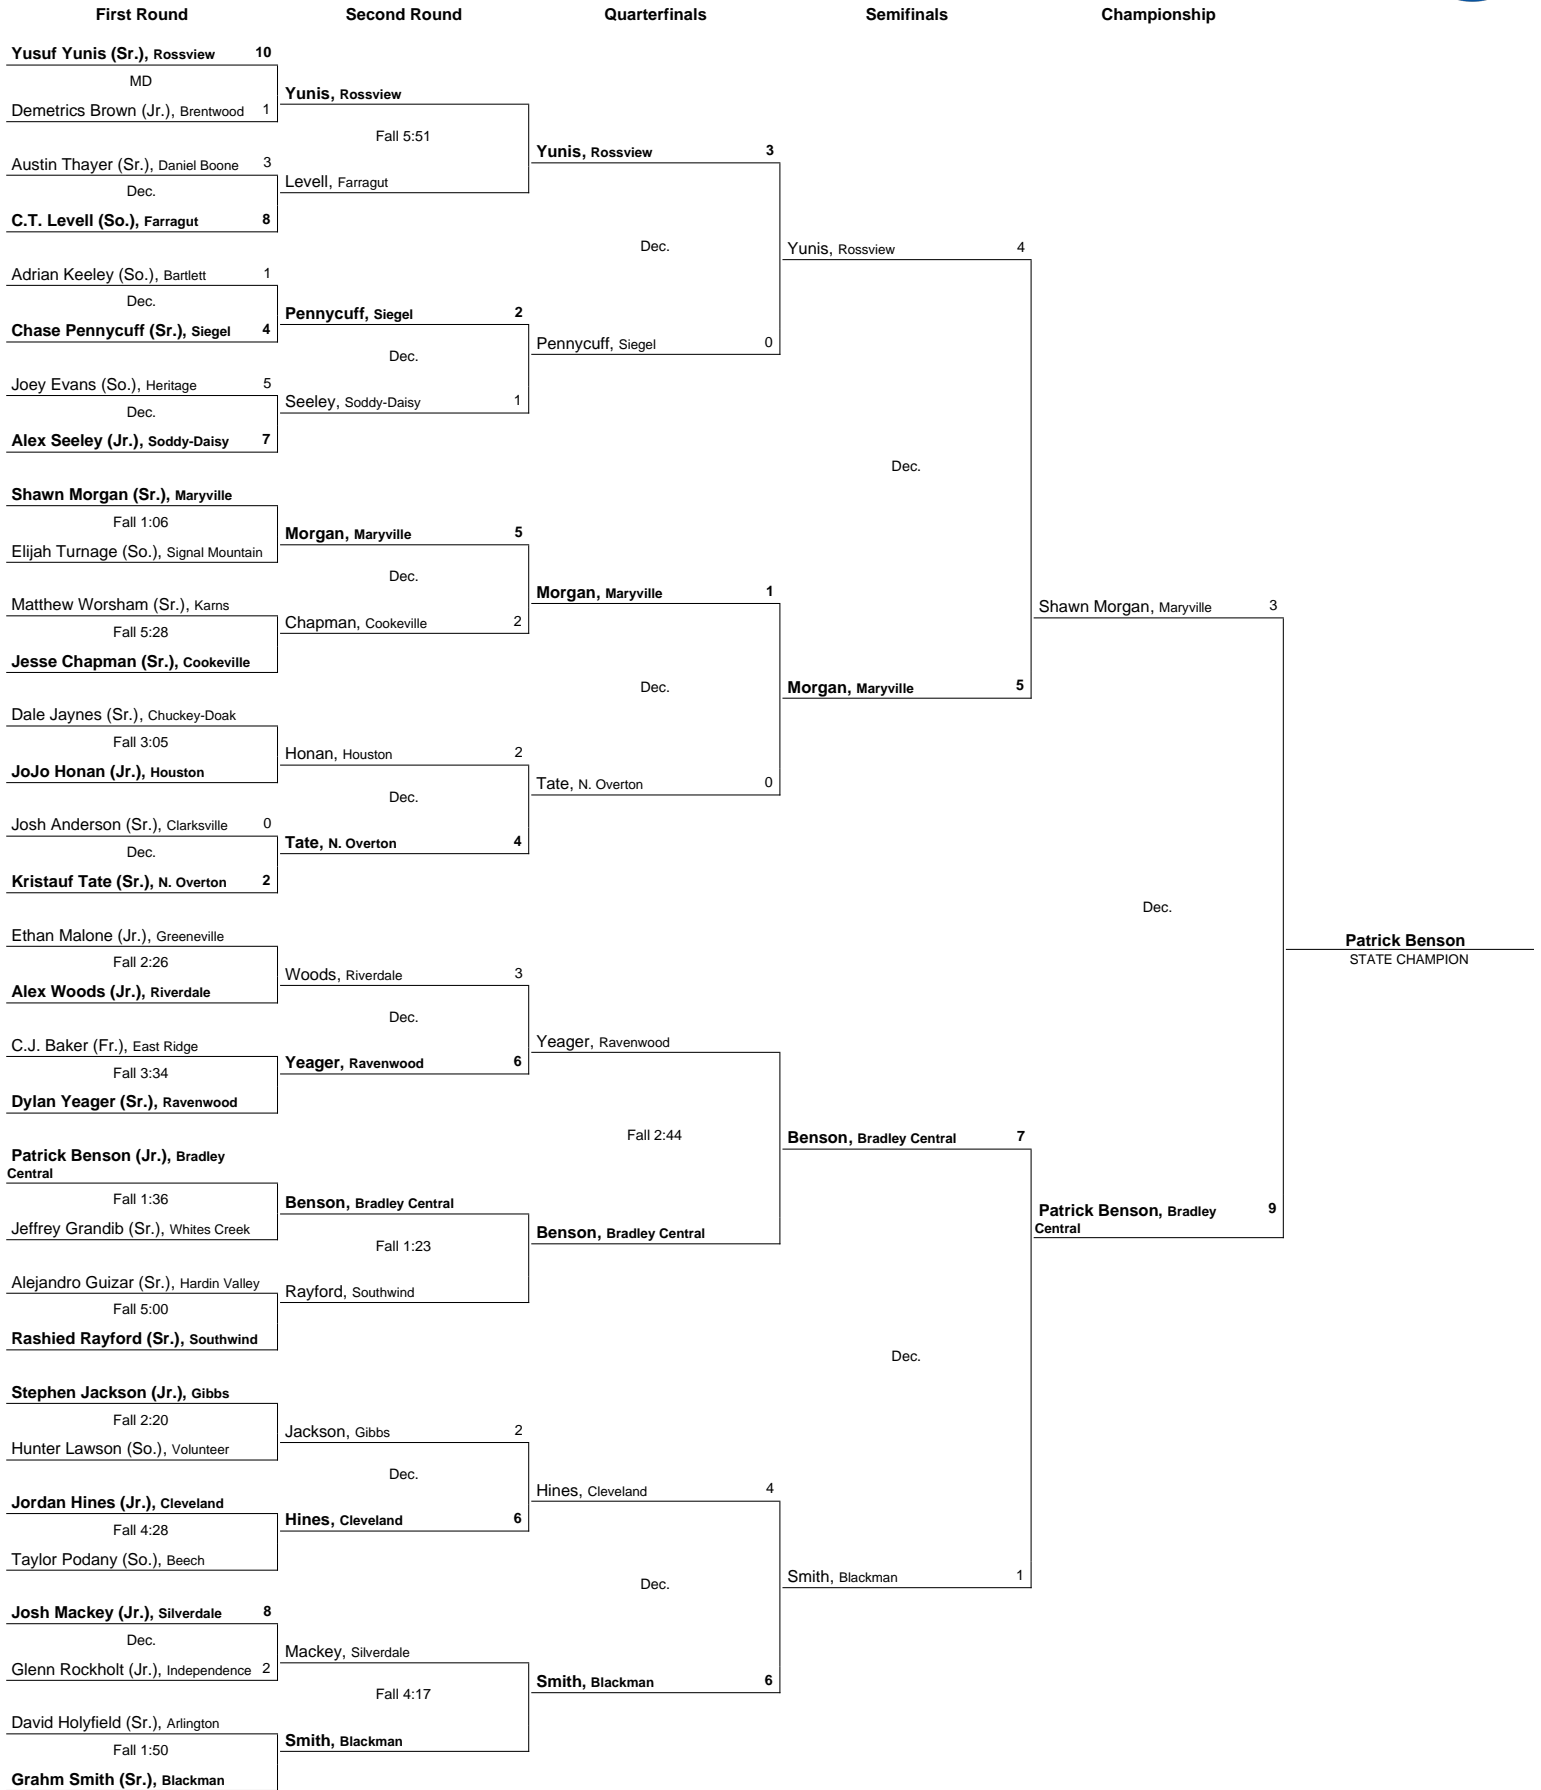 First Round Second Round Quarterfinals Semifinals Championship
Yusuf Yunis (Sr.), Rossview 10
MD
Demetrics Brown (Jr.), Brentwood 1
Austin Thayer (Sr.), Daniel Boone 3
Dec.
C.T. Levell (So.), Farragut 8
Adrian Keeley (So.), Bartlett 1
Dec.
Chase Pennycuff (Sr.), Siegel 4
Joey Evans (So.), Heritage 5
Dec.
Alex Seeley (Jr.), Soddy-Daisy 7
Shawn Morgan (Sr.), Maryville
Fall 1:06
Elijah Turnage (So.), Signal Mountain
Matthew Worsham (Sr.), Karns
Fall 5:28
Jesse Chapman (Sr.), Cookeville
Dale Jaynes (Sr.), Chuckey-Doak
Fall 3:05
JoJo Honan (Jr.), Houston
Josh Anderson (Sr.), Clarksville 0
Dec.
Kristauf Tate (Sr.), N. Overton 2
Ethan Malone (Jr.), Greeneville
Fall 2:26
Alex Woods (Jr.), Riverdale
C.J. Baker (Fr.), East Ridge
Fall 3:34
Dylan Yeager (Sr.), Ravenwood
Patrick Benson (Jr.), Bradley
Central
Fall 1:36
Jeffrey Grandib (Sr.), Whites Creek
Alejandro Guizar (Sr.), Hardin Valley
Fall 5:00
Rashied Rayford (Sr.), Southwind
Stephen Jackson (Jr.), Gibbs
Fall 2:20
Hunter Lawson (So.), Volunteer
Jordan Hines (Jr.), Cleveland
Fall 4:28
Taylor Podany (So.), Beech
Josh Mackey (Jr.), Silverdale 8
Dec.
Glenn Rockholt (Jr.), Independence 2
David Holyfield (Sr.), Arlington
Fall 1:50
Grahm Smith (Sr.), Blackman
Yunis, Rossview
Fall 5:51
Levell, Farragut
Pennycuff, Siegel 2
Dec.
Seeley, Soddy-Daisy 1
Morgan, Maryville 5
Dec.
Chapman, Cookeville 2
Honan, Houston 2
Dec.
Tate, N. Overton 4
Woods, Riverdale 3
Dec.
Yeager, Ravenwood 6
Benson, Bradley Central
Fall 1:23
Rayford, Southwind
Jackson, Gibbs 2
Dec.
Hines, Cleveland 6
Mackey, Silverdale
Fall 4:17
Smith, Blackman
Yunis, Rossview 3
Dec.
Pennycuff, Siegel 0
Morgan, Maryville 1
Dec.
Tate, N. Overton 0
Yeager, Ravenwood
Fall 2:44
Benson, Bradley Central
Hines, Cleveland 4
Dec.
Smith, Blackman 6
Yunis, Rossview 4
Dec.
Morgan, Maryville 5
Benson, Bradley Central 7
Dec.
Smith, Blackman 1
Shawn Morgan, Maryville 3
Dec.
Patrick Benson, Bradley 9
Central
Patrick Benson
STATE CHAMPION